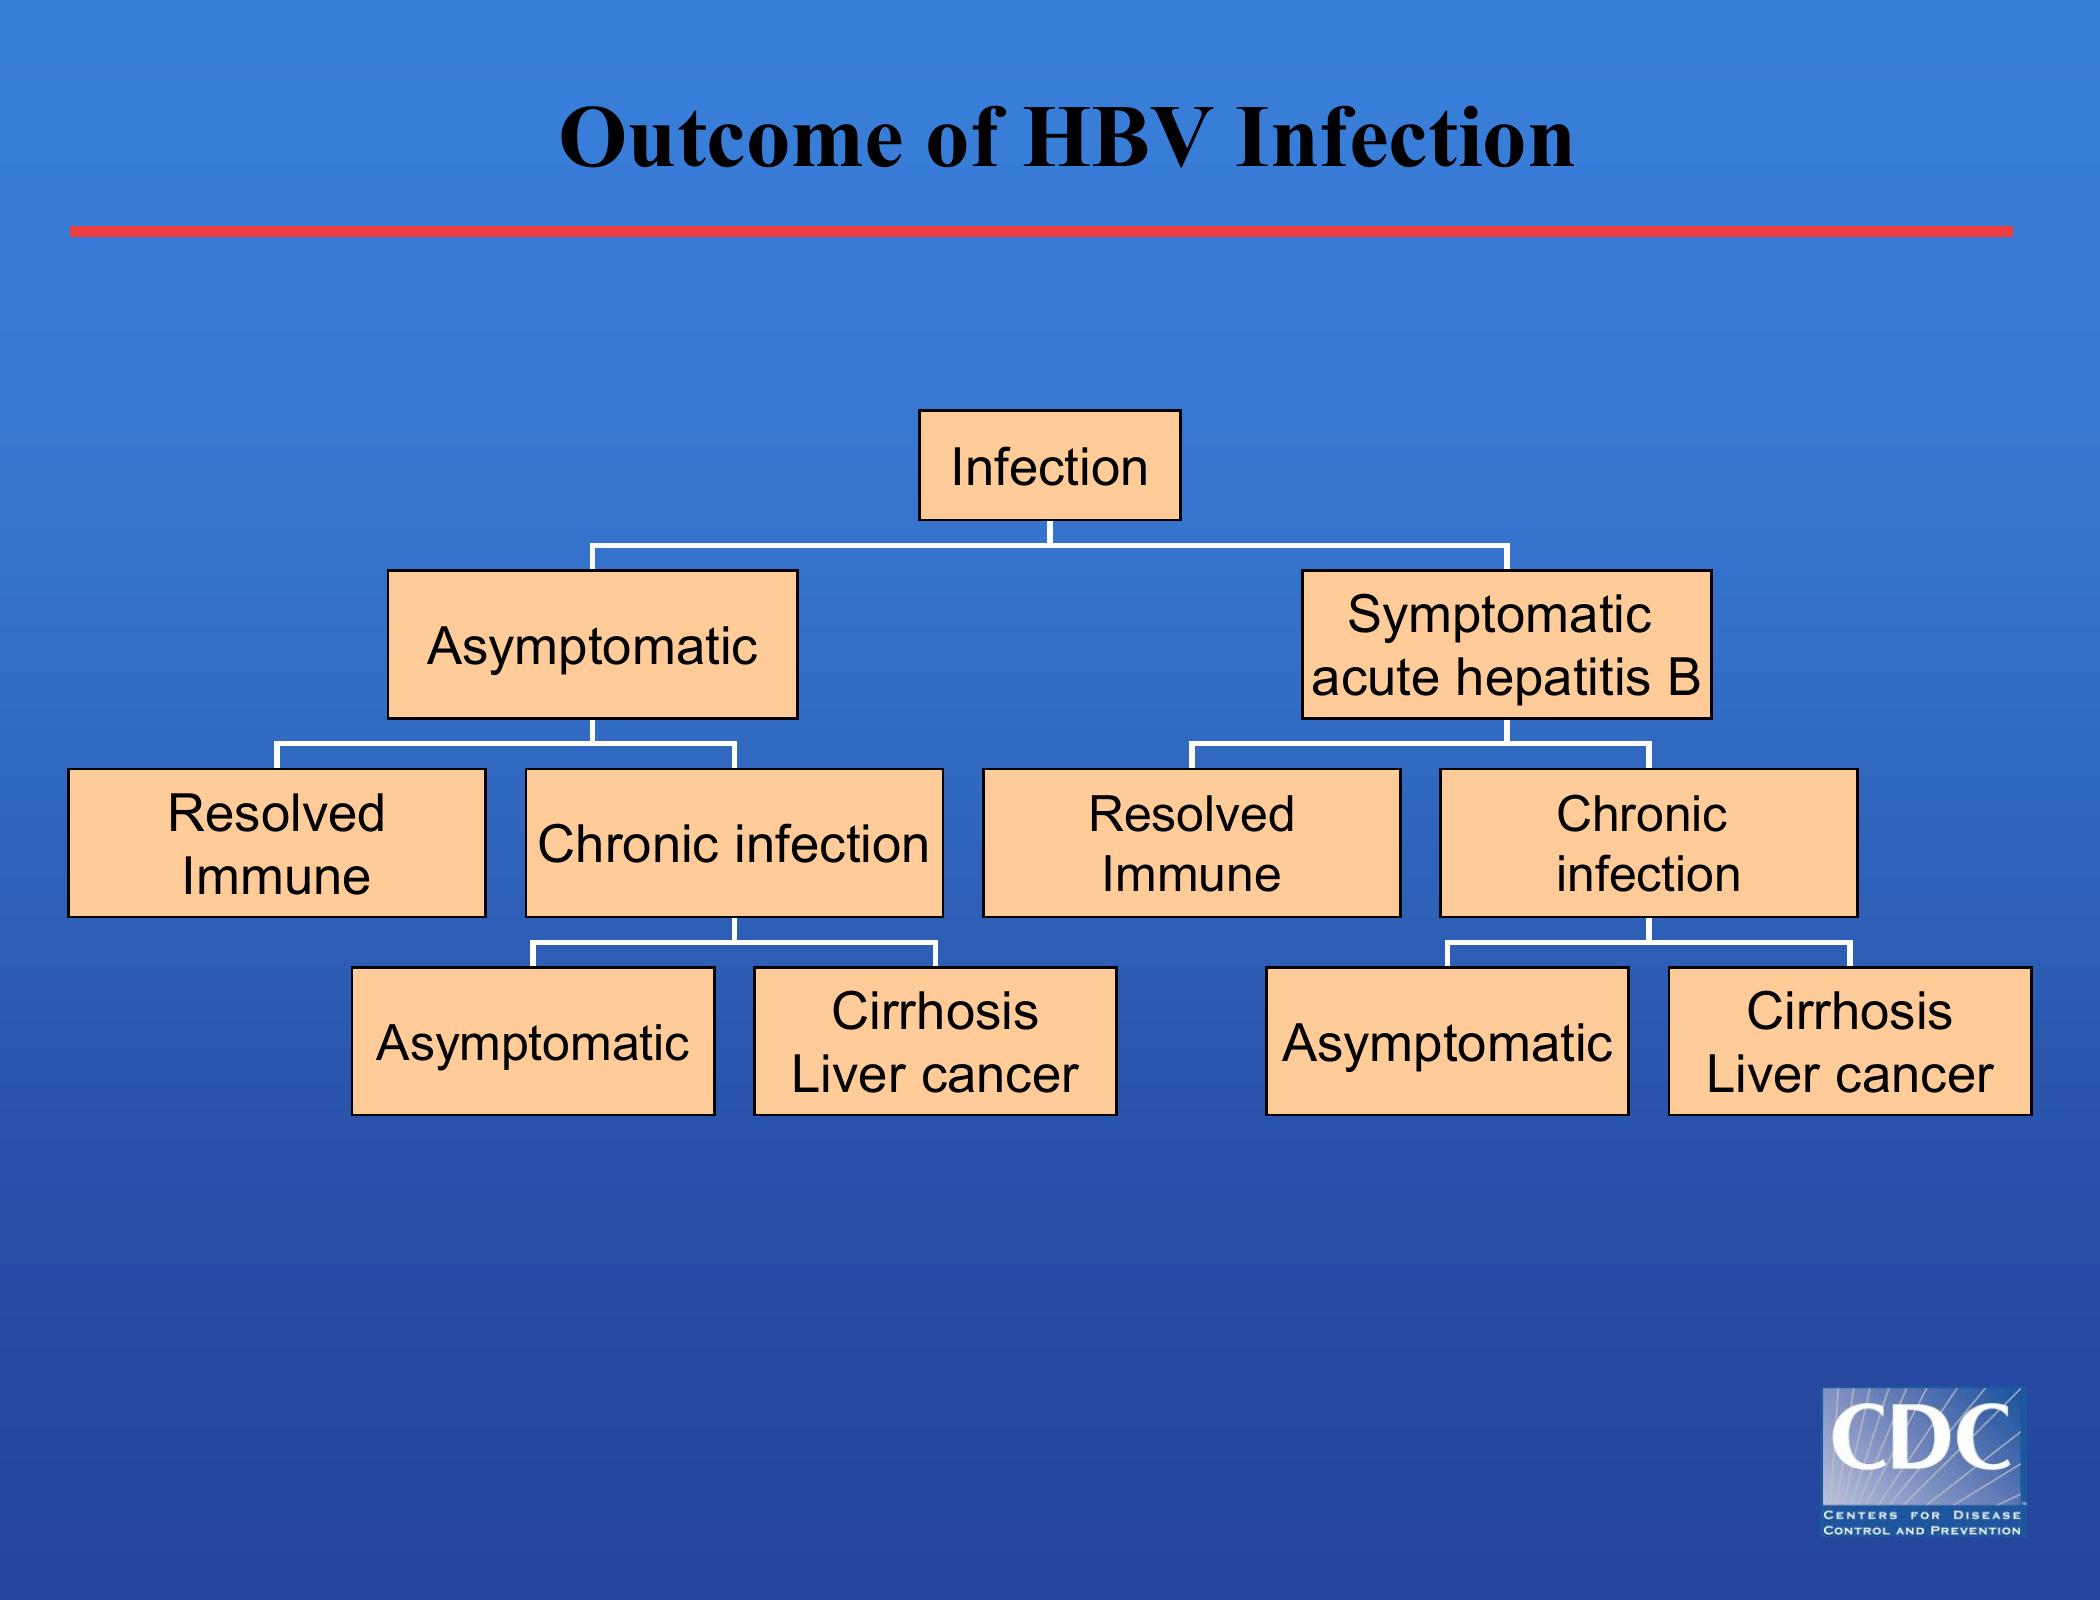 Outcome of HBV Infection
Infection
Asymptomatic
Symptomatic
acute hepatitis B
Resolved
Immune
Chronic infection
Resolved
Immune
Chronic
infection
Asymptomatic
Cirrhosis
Liver cancer
Asymptomatic
Cirrhosis
Liver cancer
CDC
CENTERS FOR DISEASE
CONTROL AND PREVENTION